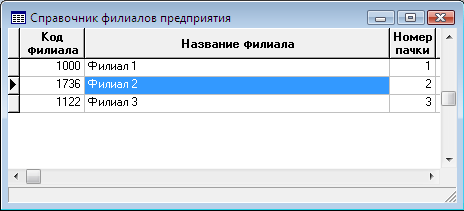 Справочник филиалов предприятия
Код филиала Название филиала Номер пачки
1000 Филиал 1 1
1736 Филиал 2 2
1122 Филиал 3 3